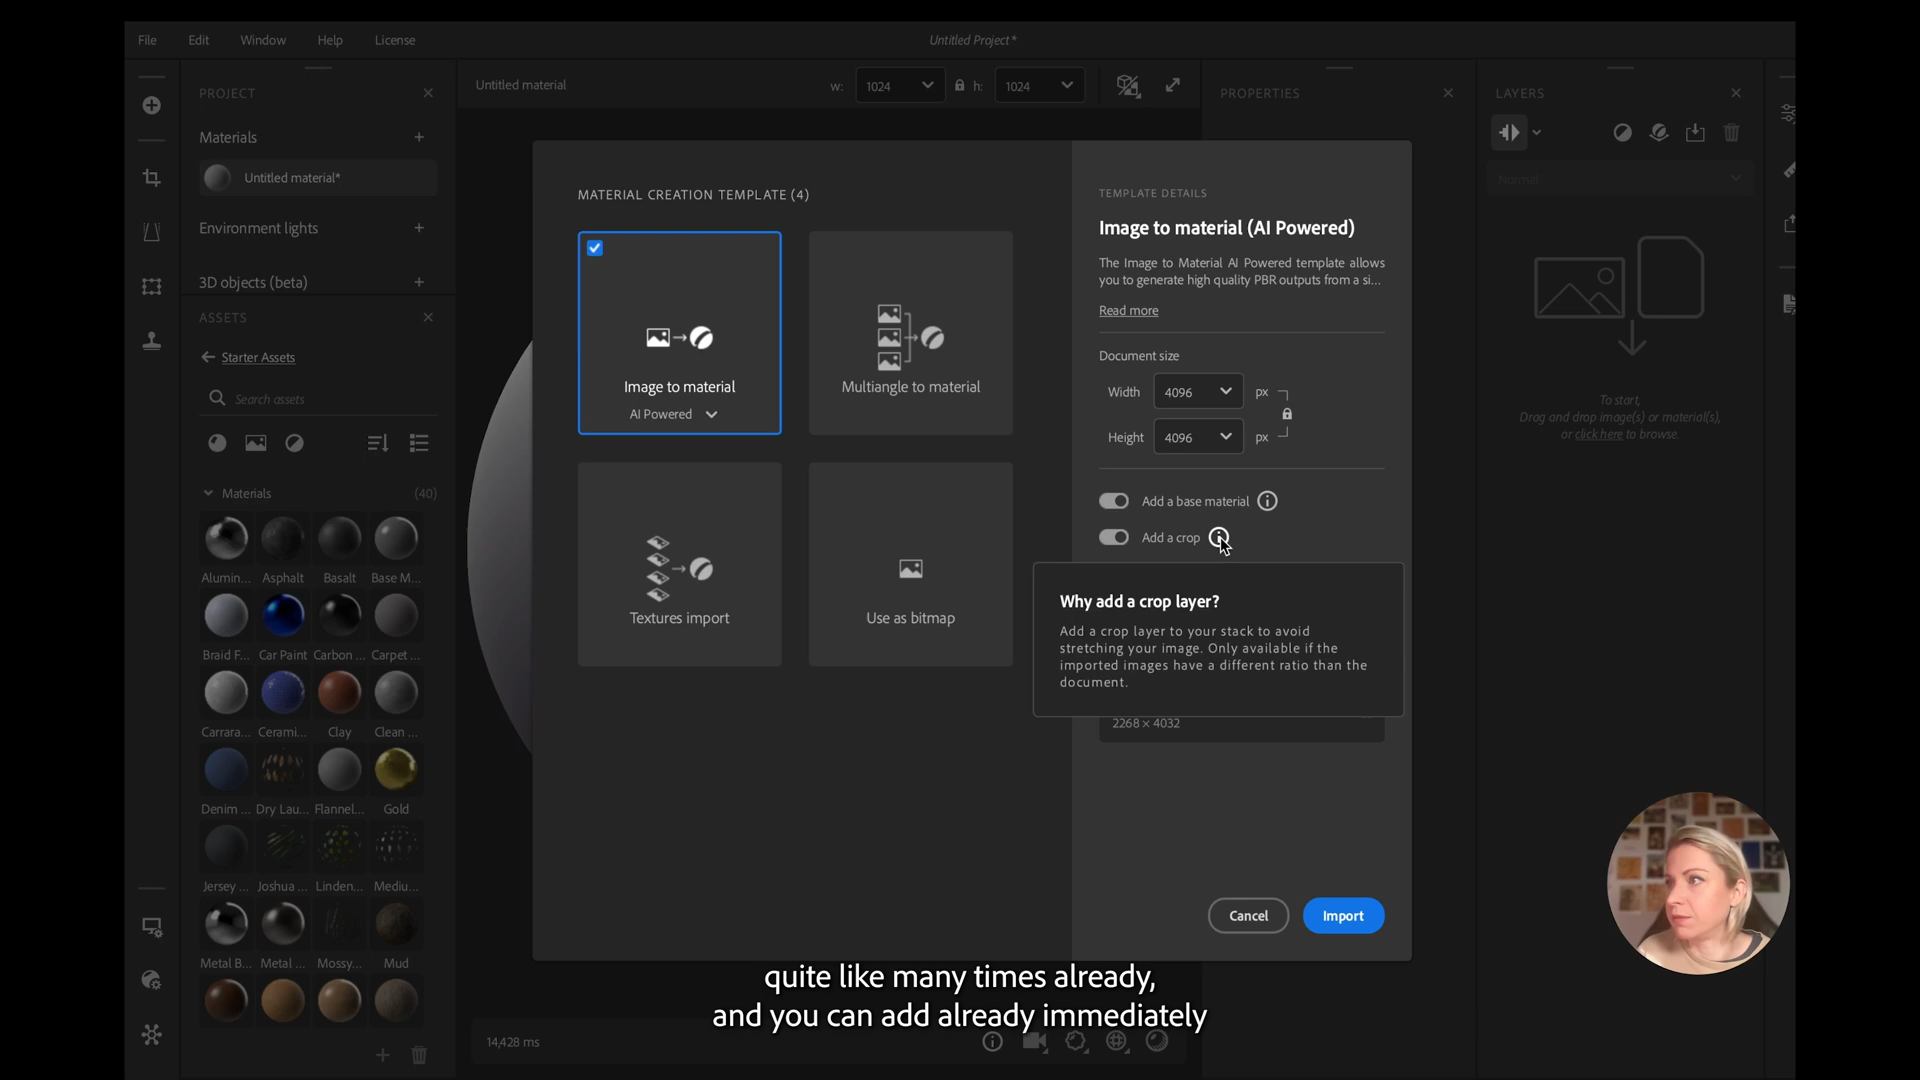 File Edit Window Help License
Untitled Project*
PROJECT
Materials
Untitled material*
Environment lights
3D objects (beta)
ASSETS
Starter Assets
Search assets
Materials (40)
Alumin... Asphalt Basalt Base M...
Braid F... Car Paint Carbon ... Carpet ...
Carrara... Cerami... Clay Clean ...
Denim ... Dry Lau... Flannel... Gold
Jersey ... Joshua ... Linden... Mediu...
Metal B... Metal ... Mossy... Mud
Untitled material w: 1024 h: 1024
MATERIAL CREATION TEMPLATE (4)
Image to material
AI Powered
Multiangle to material
Textures import
Use as bitmap
TEMPLATE DETAILS
Image to material (AI Powered)
The Image to Material AI Powered template allows
you to generate high quality PBR outputs from a si...
Read more
Document size
Width 4096 px
Height 4096 px
Add a base material
Add a crop
Why add a crop layer?
Add a crop layer to your stack to avoid
stretching your image. Only available if the
imported images have a different ratio than the
document.
2268 × 4032
Cancel Import
PROPERTIES
LAYERS
Normal
To start,
Drag and drop image(s) or material(s),
or click here to browse.
quite like many times already,
and you can add already immediately
14,428 ms